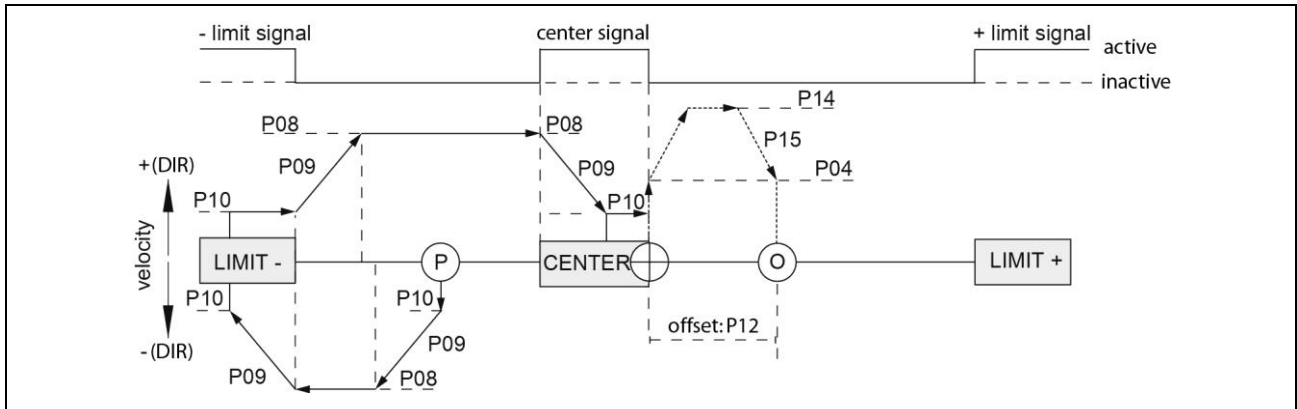 - limit signal
center signal
+ limit signal
active
inactive
P14
P08
P08
P15
P09
P09
+(DIR)
P04
P10
P10
velocity
LIMIT -
P
CENTER
O
LIMIT +
P10
P10
offset: P12
P09
-(DIR)
P09
P08